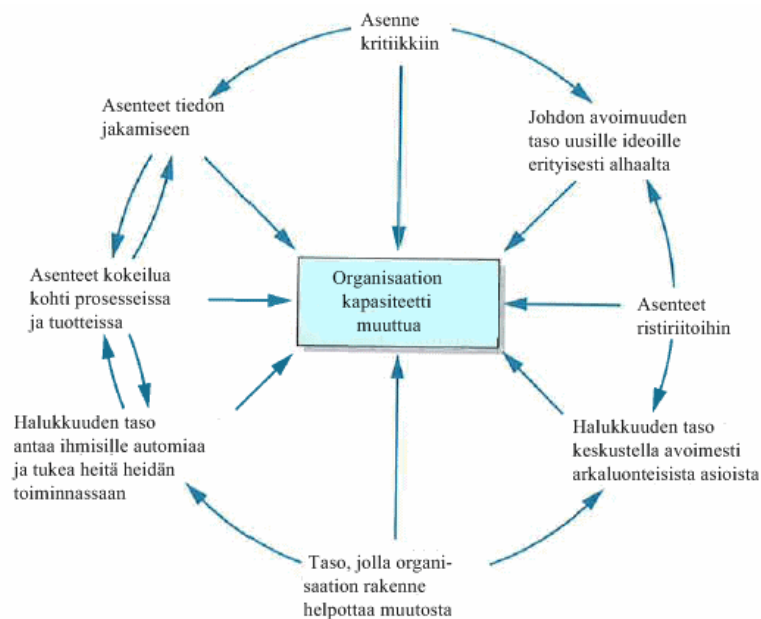 Asenne
kritiikkiin
Asenteet tiedon
jakamiseen
Johdon avoimuuden
taso uusille ideoille
erityisesti alhaalta
Asenteet kokeilua
kohti prosesseissa
ja tuotteissa
Organisaation
kapasiteetti
muuttua
Asenteet
ristiriitoihin
Halukkuuden taso
antaa ihmisille automiaa
ja tukea heitä heidän
toiminnassaan
Halukkuuden taso
keskustella avoimesti
arkaluonteisista asioista
Taso, jolla organi-
saation rakenne
helpottaa muutosta